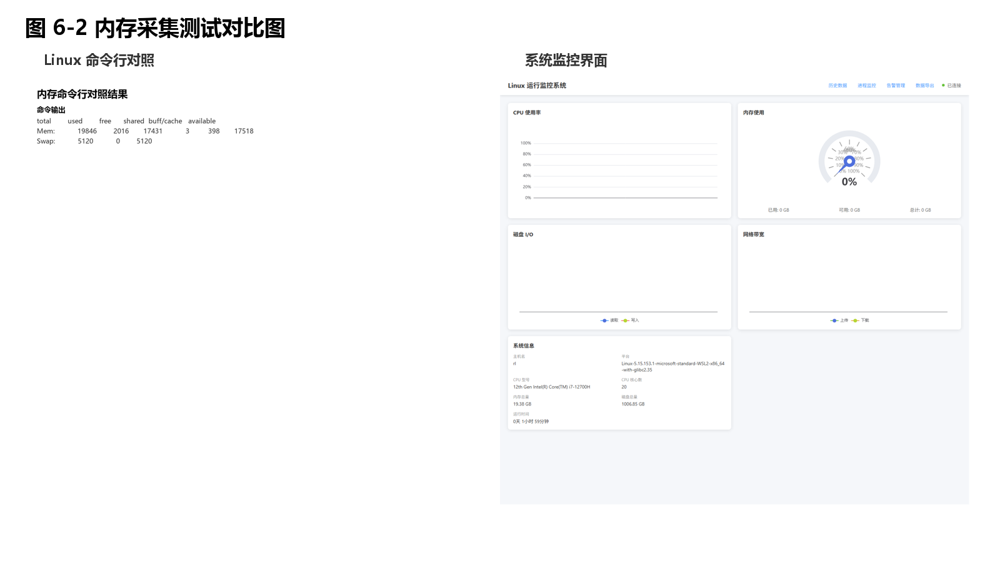 图 6-2 内存采集测试对比图
Linux 命令行对照
内存命令行对照结果
命令输出
total used free shared buff/cache available
Mem: 19846 2016 17431 3 398 17518
Swap: 5120 0 5120
系统监控界面
Linux 运行监控系统
历史数据 进程监控 告警管理 数据导出 已连接
CPU 使用率
100%
80%
60%
40%
20%
0%
内存使用
30% 70%
20% 80%
10% 90%
0% 100%
0%
已用: 0 GB 可用: 0 GB 总计: 0 GB
磁盘 I/O
读取 写入
网络带宽
上传 下载
系统信息
主机名
rl
平台
Linux-5.15.153.1-microsoft-standard-WSL2-x86_64
-with-glibc2.35
CPU 型号
12th Gen Intel(R) Core(TM) i7-12700H
CPU 核心数
20
内存总量
19.38 GB
磁盘总量
1006.85 GB
运行时间
0天 1小时 59分钟